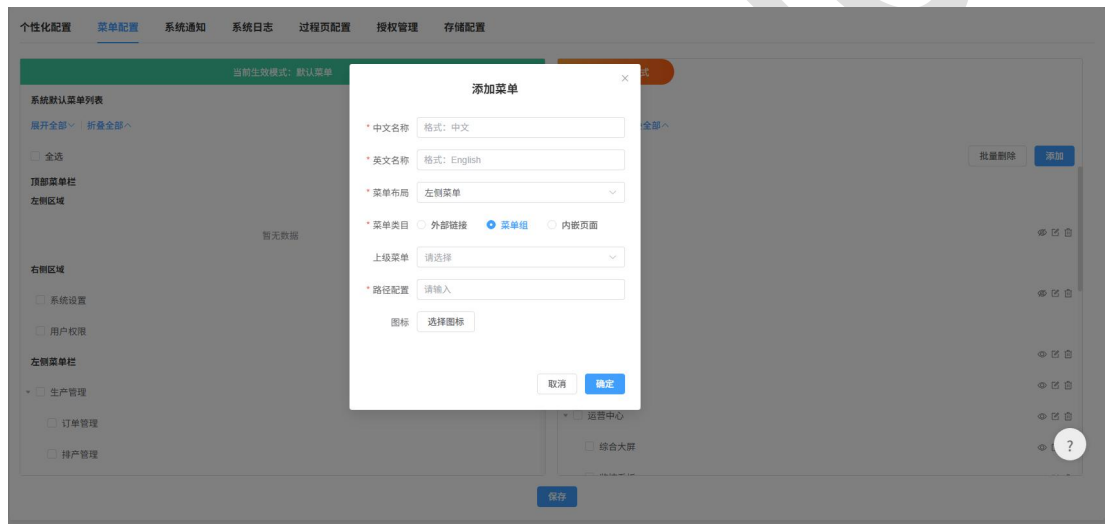 个性化配置 菜单配置 系统通知 系统日志 过程页配置 授权管理 存储配置
当前生效模式：默认菜单
式
系统默认菜单列表
展开全部 折叠全部
全部
全选
批量删除 添加
顶部菜单栏
左侧区域
暂无数据
右侧区域
系统设置
用户权限
左侧菜单栏
生产管理
订单管理
排产管理
添加菜单
* 中文名称 格式：中文
* 英文名称 格式：English
* 菜单布局 左侧菜单
* 菜单类目 外部链接 菜单组 内嵌页面
上级菜单 请选择
* 路径配置 请输入
图标 选择图标
取消 确定
运营中心
综合大屏
?
保存